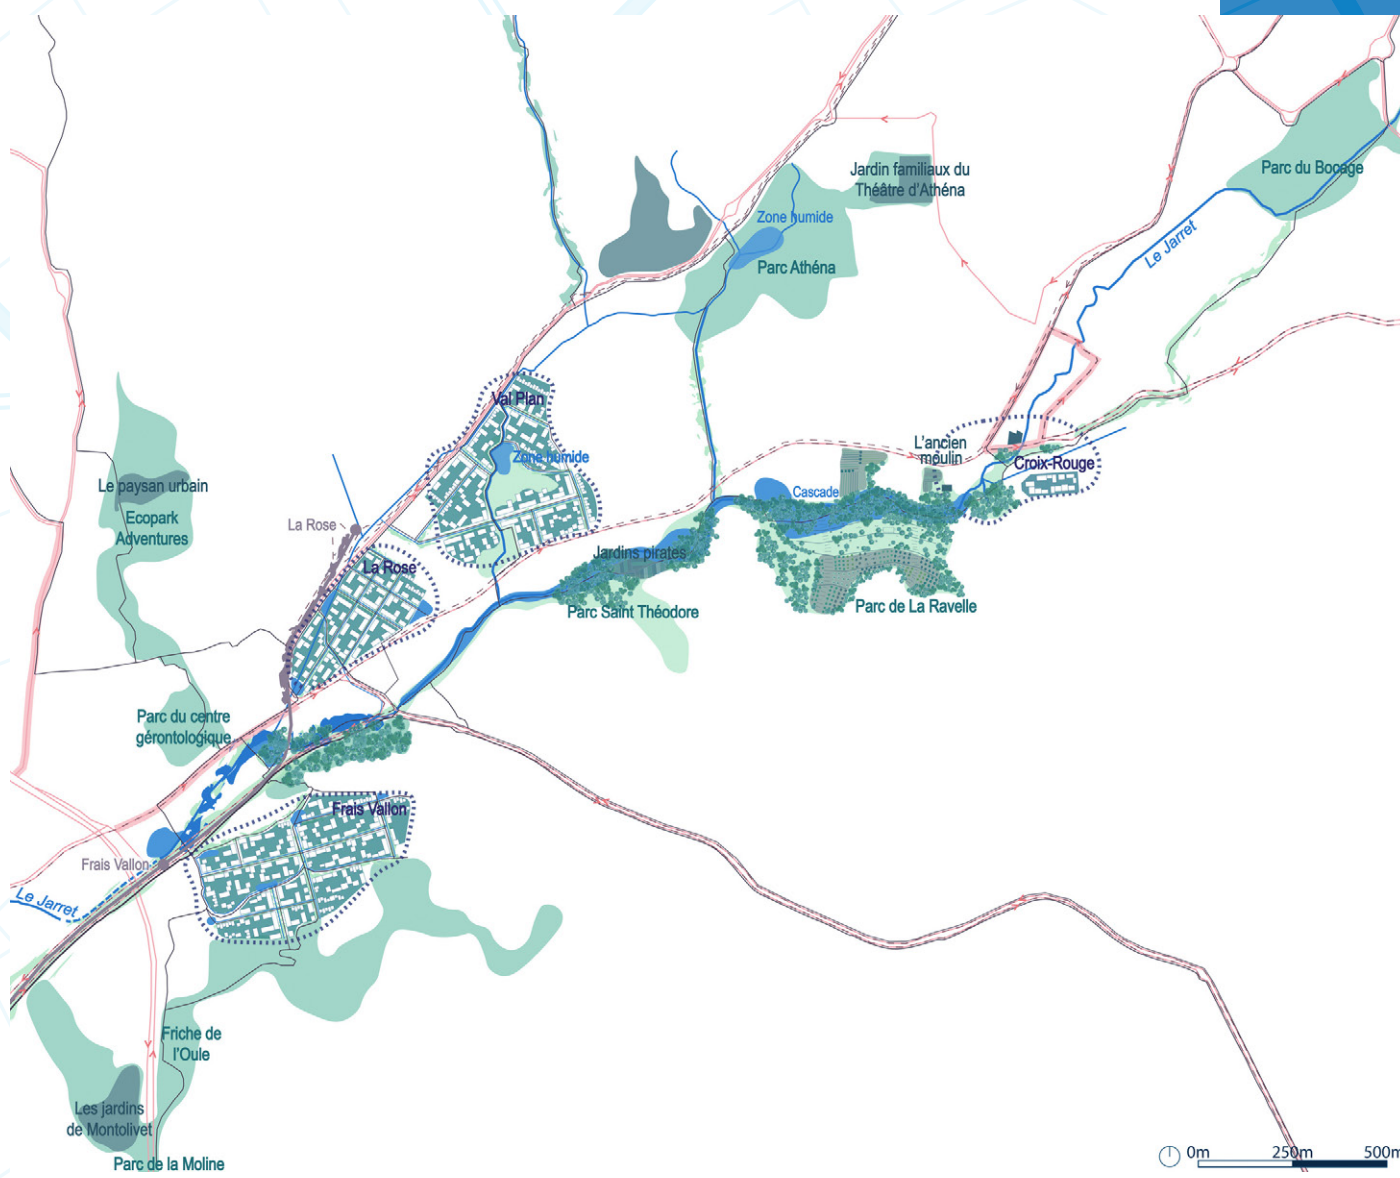 Jardin familiaux du
Théâtre d'Athéna
Parc du Bocage
Zone humide
Le Jarret
Parc Athéna
Val Plan
L'ancien
moulin
Zone humide
Croix-Rouge
Le paysan urbain
Cascade
Ecopark
Adventures
La Rose
Jardins pirates
La Rose
Parc Saint Théodore
Parc de La Ravelle
Parc du centre
gérontologique
Frais Vallon
Frais Vallon
Le Jarret
Friche de
l'Oule
Les jardins
de Montolivet
Parc de la Moline
0m
250m
500m